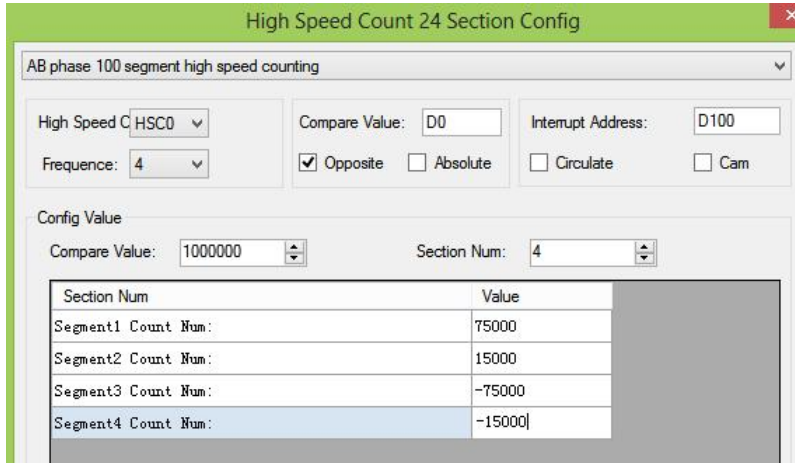 High Speed Count 24 Section Config
AB phase 100 segment high speed counting
High Speed C HSC0 Compare Value: D0 Interrupt Address: D100
Frequence: 4 Opposite Absolute Circulate Cam
Config Value
Compare Value: 1000000 Section Num: 4
Section Num Value
Segment1 Count Num: 75000
Segment2 Count Num: 15000
Segment3 Count Num: -75000
Segment4 Count Num: -15000